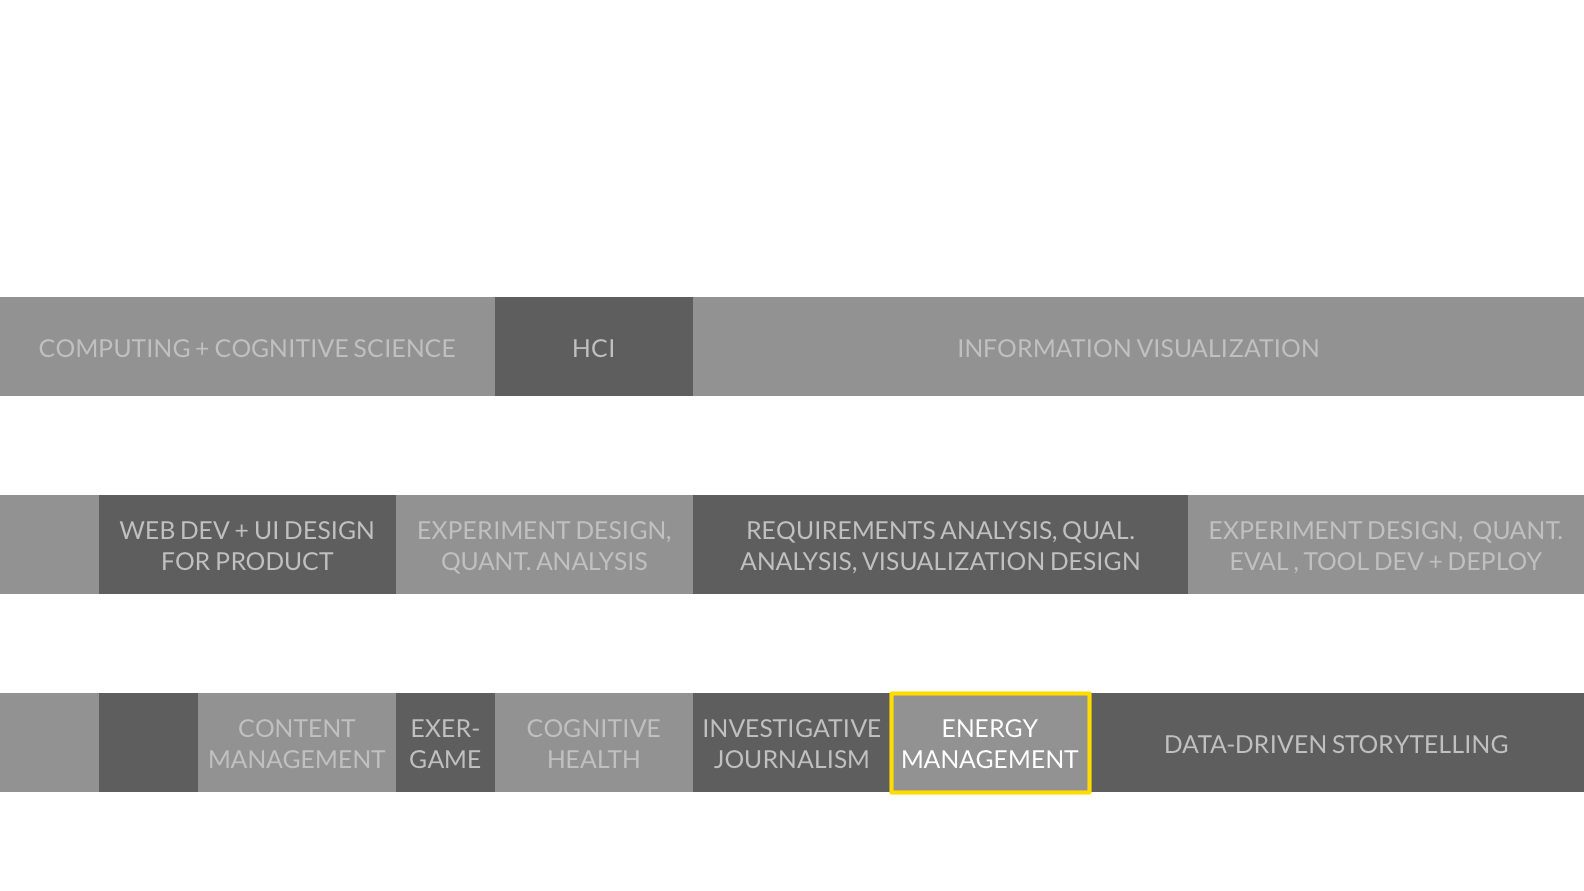 COMPUTING + COGNITIVE SCIENCE
HCI
INFORMATION VISUALIZATION
WEB DEV + UI DESIGN
FOR PRODUCT
EXPERIMENT DESIGN,
QUANT. ANALYSIS
REQUIREMENTS ANALYSIS, QUAL.
ANALYSIS, VISUALIZATION DESIGN
EXPERIMENT DESIGN, QUANT.
EVAL , TOOL DEV + DEPLOY
CONTENT
MANAGEMENT
EXER-
GAME
COGNITIVE
HEALTH
INVESTIGATIVE
JOURNALISM
ENERGY
MANAGEMENT
DATA-DRIVEN STORYTELLING